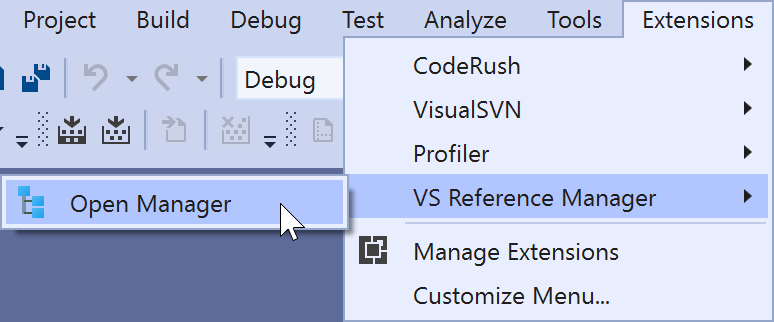 Project Build Debug Test Analyze Tools Extensions
Debug
CodeRush
VisualSVN
Profiler
VS Reference Manager
Open Manager
Manage Extensions
Customize Menu...